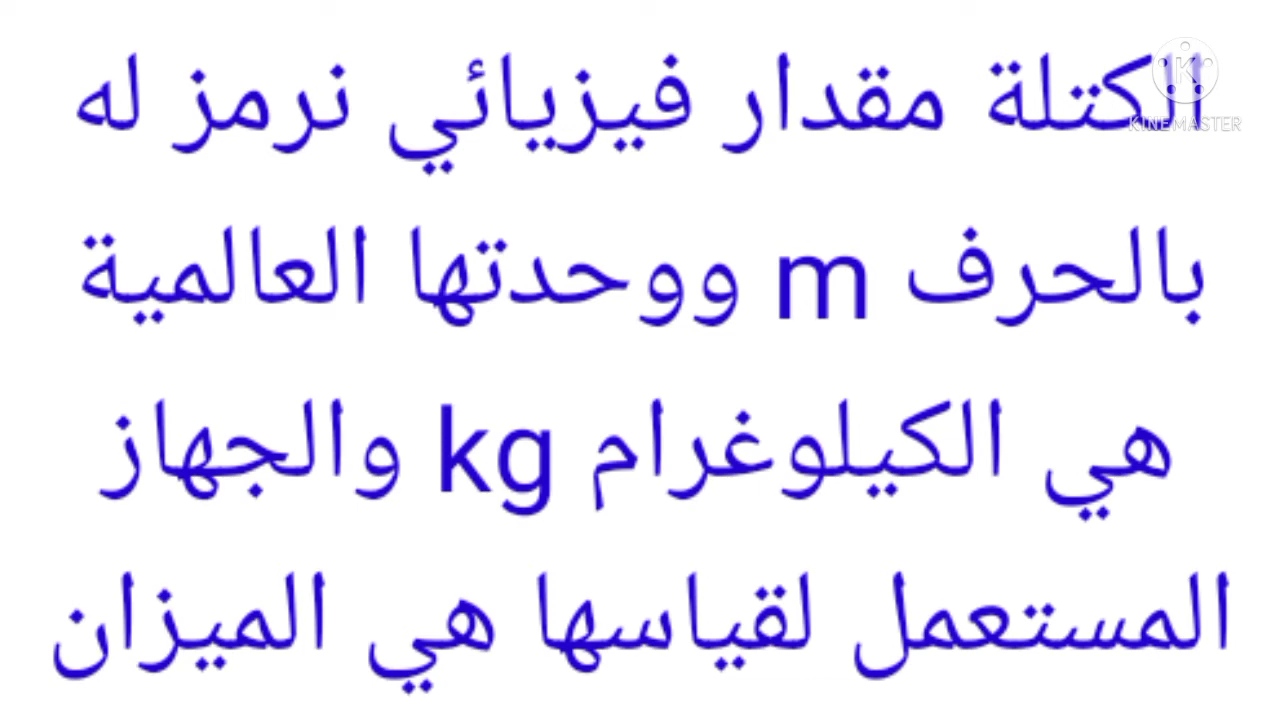 الكتلة مقدار فيزيائي نرمز له
بالحرف m ووحدتها العالمية
هي الكيلوغرام kg والجهاز
المستعمل لقياسها هي الميزان
K
KINEMASTER